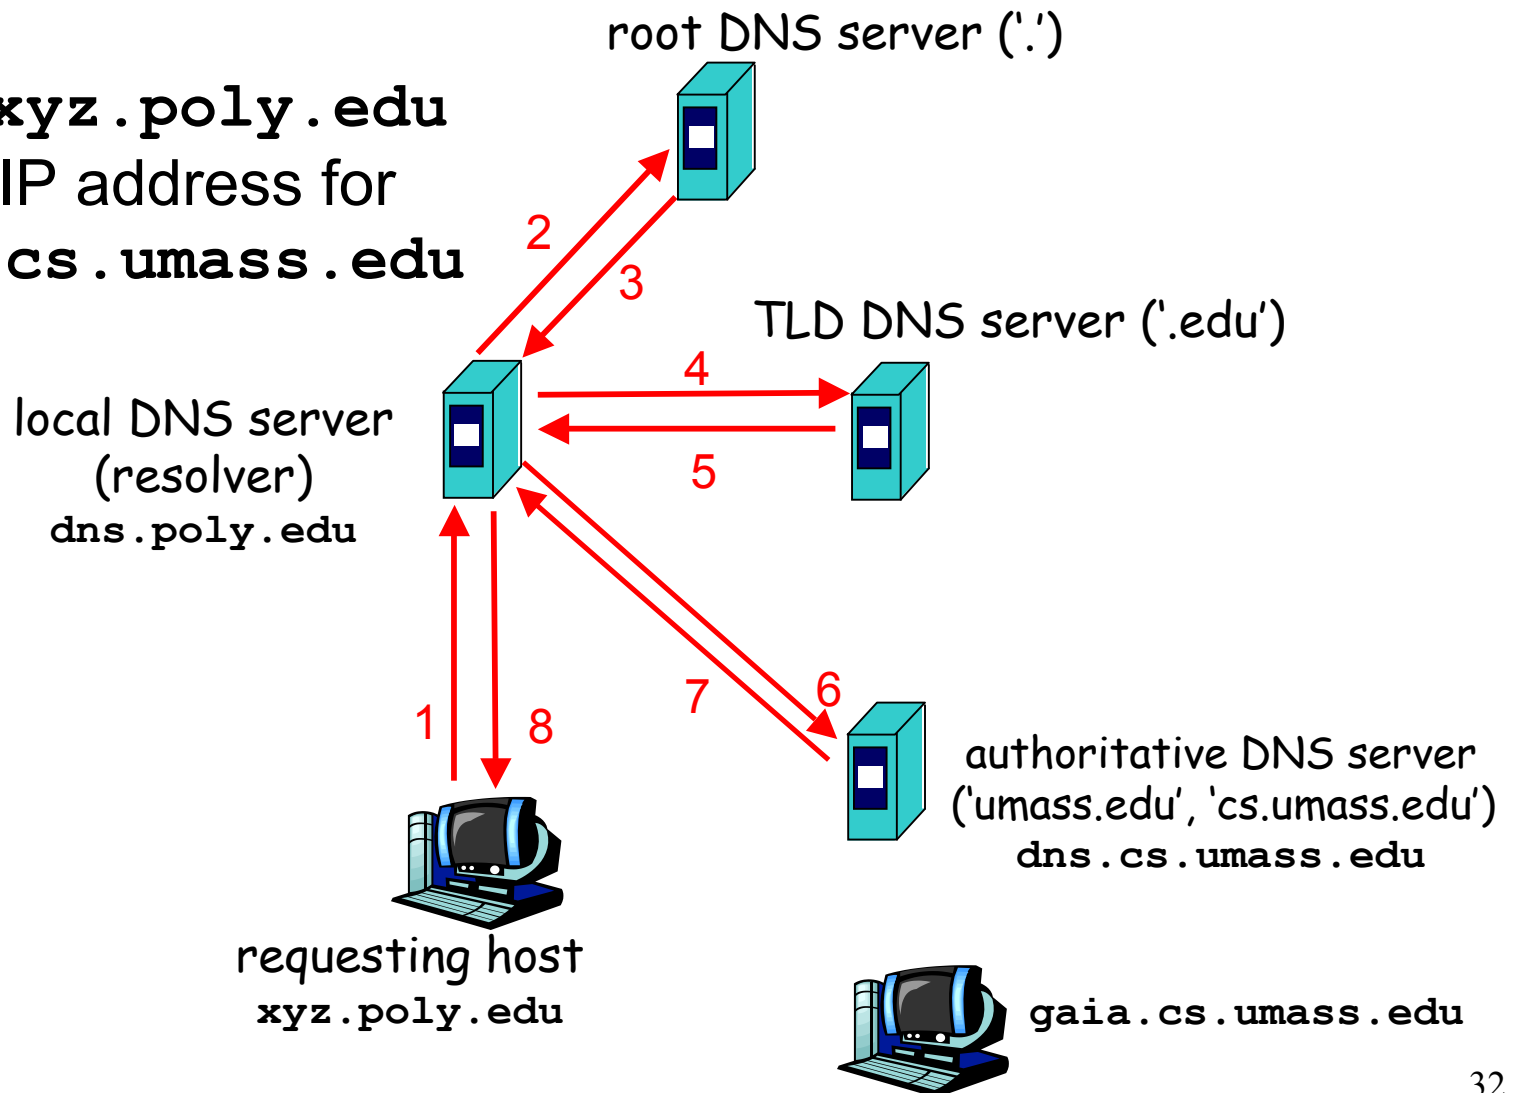 root DNS server (‘.’)
xyz.poly.edu
IP address for
cs.umass.edu
2
3
TLD DNS server (‘.edu’)
4
local DNS server
(resolver)
dns.poly.edu
5
7
6
1
8
authoritative DNS server
(‘umass.edu’, ‘cs.umass.edu’)
dns.cs.umass.edu
requesting host
xyz.poly.edu
gaia.cs.umass.edu
32